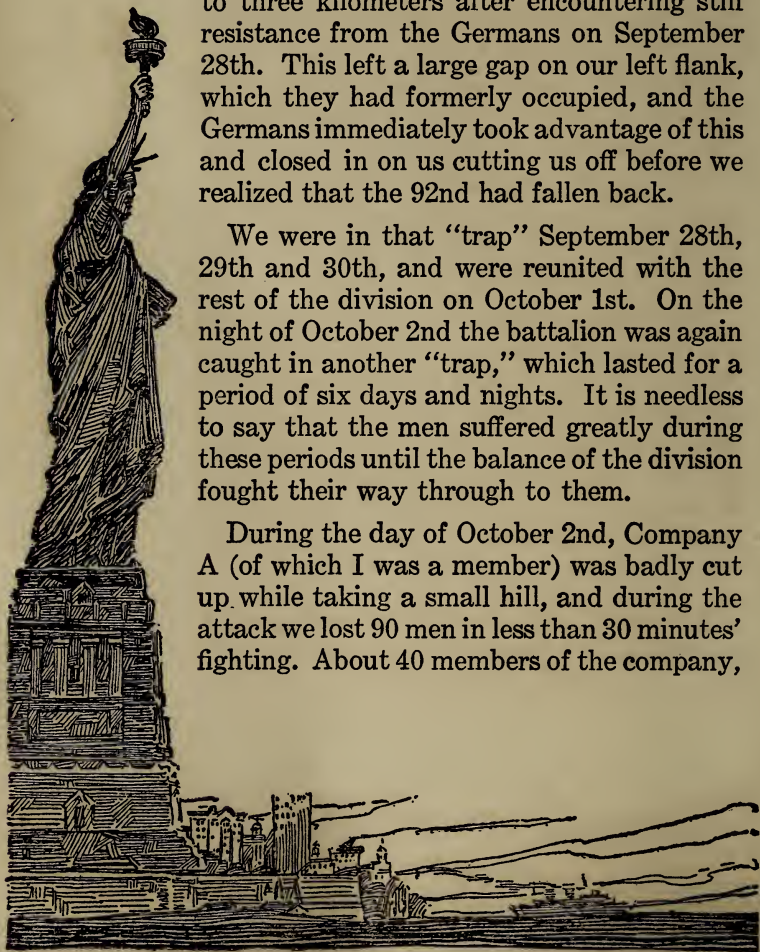 to three kilometers after encountering stiff
resistance from the Germans on September
28th. This left a large gap on our left flank,
which they had formerly occupied, and the
Germans immediately took advantage of this
and closed in on us cutting us off before we
realized that the 92nd had fallen back.
We were in that “trap” September 28th,
29th and 30th, and were reunited with the
rest of the division on October 1st. On the
night of October 2nd the battalion was again
caught in another “trap,” which lasted for a
period of six days and nights. It is needless
to say that the men suffered greatly during
these periods until the balance of the division
fought their way through to them.
During the day of October 2nd, Company
A (of which I was a member) was badly cut
up while taking a small hill, and during the
attack we lost 90 men in less than 30 minutes’
fighting. About 40 members of the company,